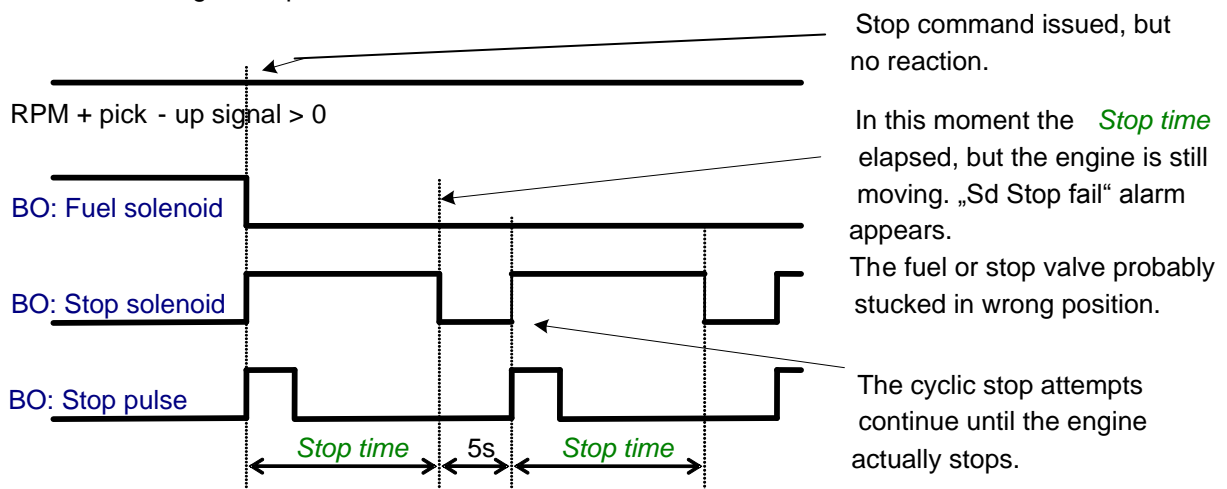 Stop command issued, but
no reaction.
RPM + pick - up signal > 0
In this moment the Stop time
elapsed, but the engine is still
moving. „Sd Stop fail“ alarm
appears.
The fuel or stop valve probably
stucked in wrong position.
BO: Fuel solenoid
BO: Stop solenoid
BO: Stop pulse
The cyclic stop attempts
continue until the engine
actually stops.
Stop time
5s
Stop time